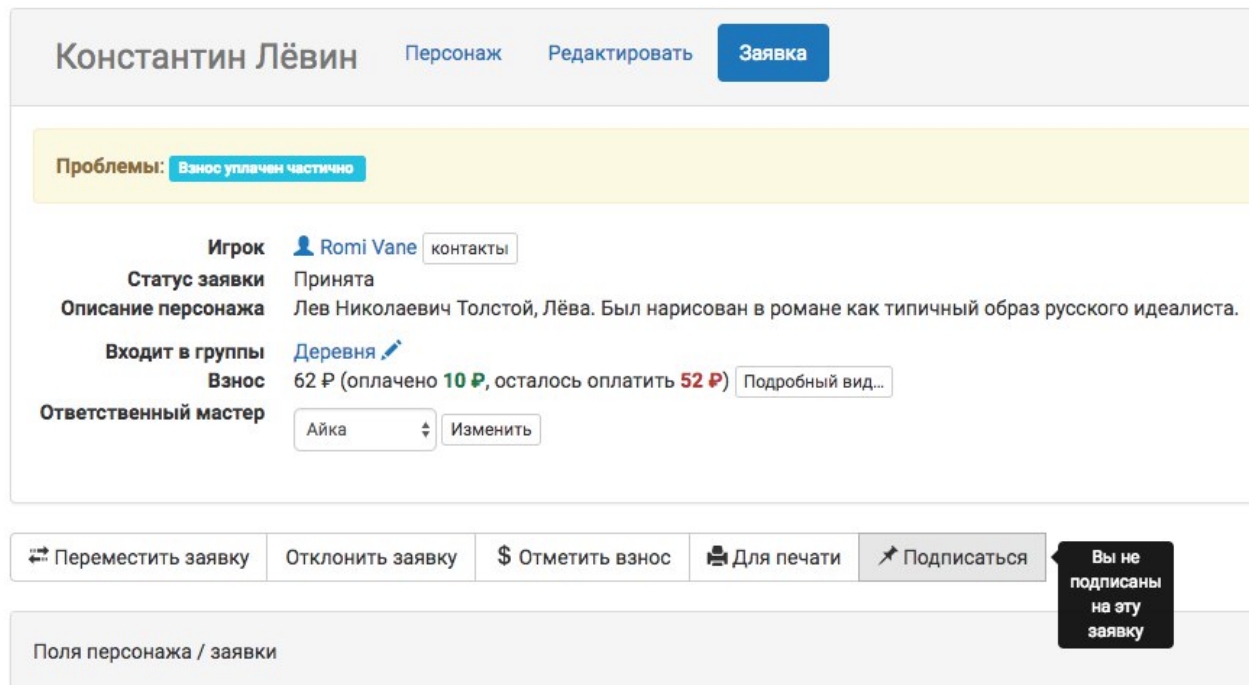 Константин Лёвин Персонаж Редактировать Заявка
Проблемы: Взнос уплачен частично
Игрок Romi Vane контакты
Статус заявки Принята
Описание персонажа Лев Николаевич Толстой, Лёва. Был нарисован в романе как типичный образ русского идеалиста.
Входит в группы Деревня
Взнос 62 ₽ (оплачено 10 ₽, осталось оплатить 52 ₽) Подробный вид...
Ответственный мастер Айка Изменить
Переместить заявку Отклонить заявку $ Отметить взнос Для печати Подписаться
Вы не
подписаны
на эту
заявку
Поля персонажа / заявки